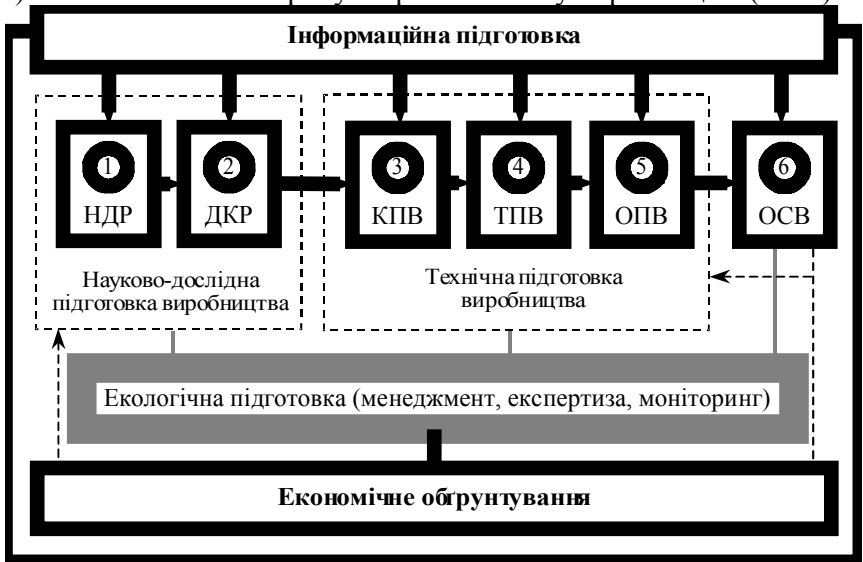 Інформаційна підготовка
1 2 3 4 5 6
НДР ДКР КПВ ТПВ ОПВ ОСВ
Науково-дослідна
підготовка виробництва
Технічна підготовка
виробництва
Екологічна підготовка (менеджмент, експертиза, моніторинг)
Економічне обґрунтування